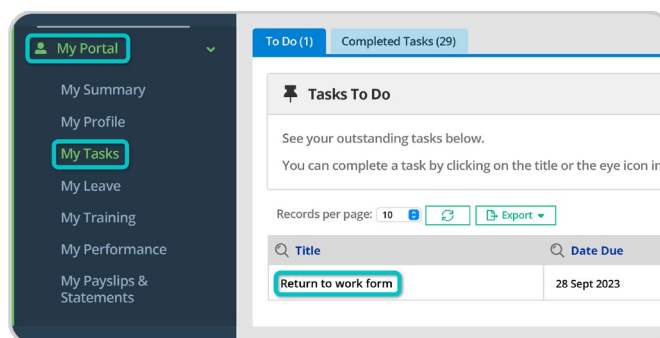 My Portal
My Summary
My Profile
My Tasks
My Leave
My Training
My Performance
My Payslips &
Statements
To Do (1) Completed Tasks (29)
Tasks To Do
See your outstanding tasks below.
You can complete a task by clicking on the title or the eye icon in
Records per page: 10 Export
Title Date Due
Return to work form 28 Sept 2023